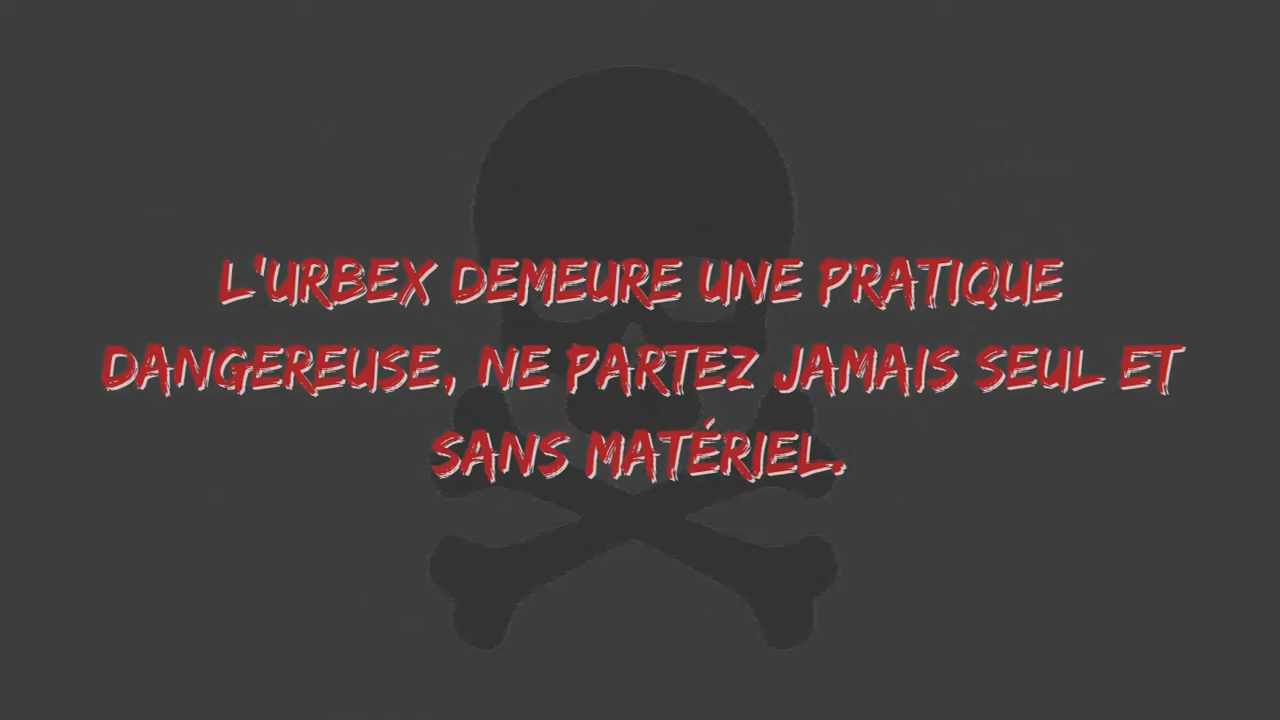 L'URBEX DEMEURE UNE PRATIQUE
DANGEREUSE, NE PARTEZ JAMAIS SEUL ET
SANS MATÉRIEL.